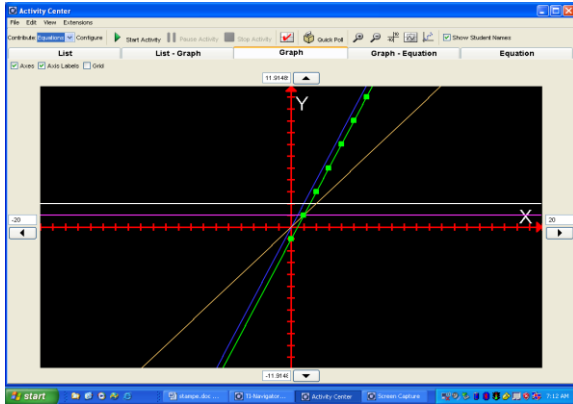 Activity Center
File Edit View Extensions
Contribute Equations Configure Start Activity Pause Activity Stop Activity Quick Poll Show Student Names
List List - Graph Graph Graph - Equation Equation
Axes Axis Labels Grid
11.9148
Y
X
-20 20
-11.9148
start stamps.doc ... TI-Navigator... Activity Center Screen Capture 7:12 AM